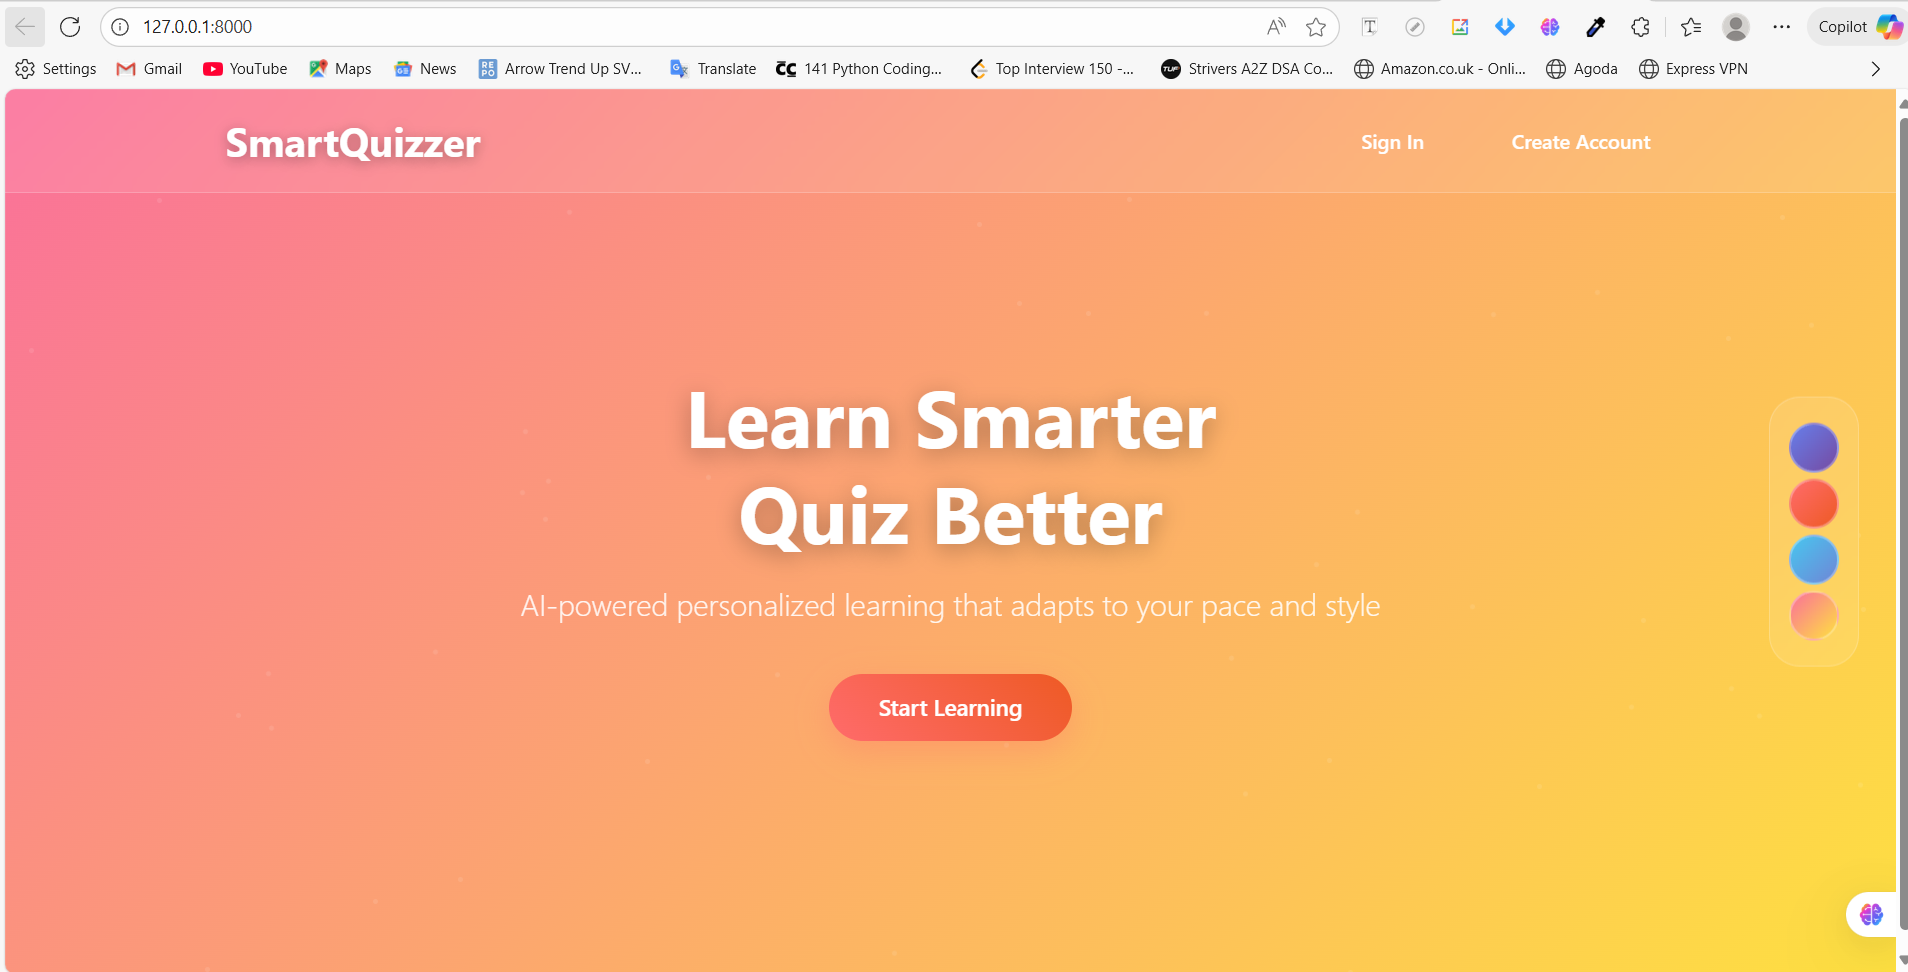 127.0.0.1:8000
Copilot
Settings Gmail YouTube Maps News Arrow Trend Up SV... Translate 141 Python Coding... Top Interview 150 -... Strivers A2Z DSA Co... Amazon.co.uk - Onli... Agoda Express VPN
SmartQuizzer Sign In Create Account
Learn Smarter
Quiz Better
AI-powered personalized learning that adapts to your pace and style
Start Learning